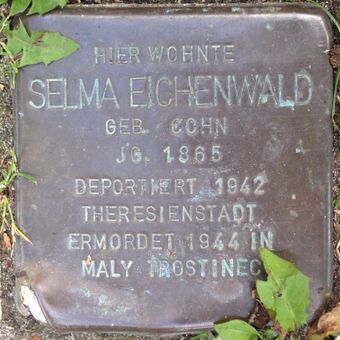 HIER WOHNTE
SELMA EICHENWALD
GEB. COHN
JG. 1865
DEPORTIERT 1942
THERESIENSTADT
ERMORDET 1944 IN
MALY TROSTINEC